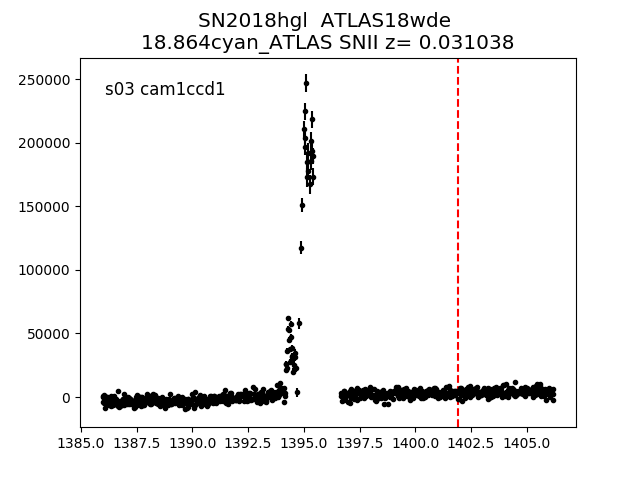 SN2018hgl  ATLAS18wde
18.864cyan_ATLAS SNII z= 0.031038
s03 cam1ccd1
250000
200000
150000
100000
50000
0
1385.0 1387.5 1390.0 1392.5 1395.0 1397.5 1400.0 1402.5 1405.0